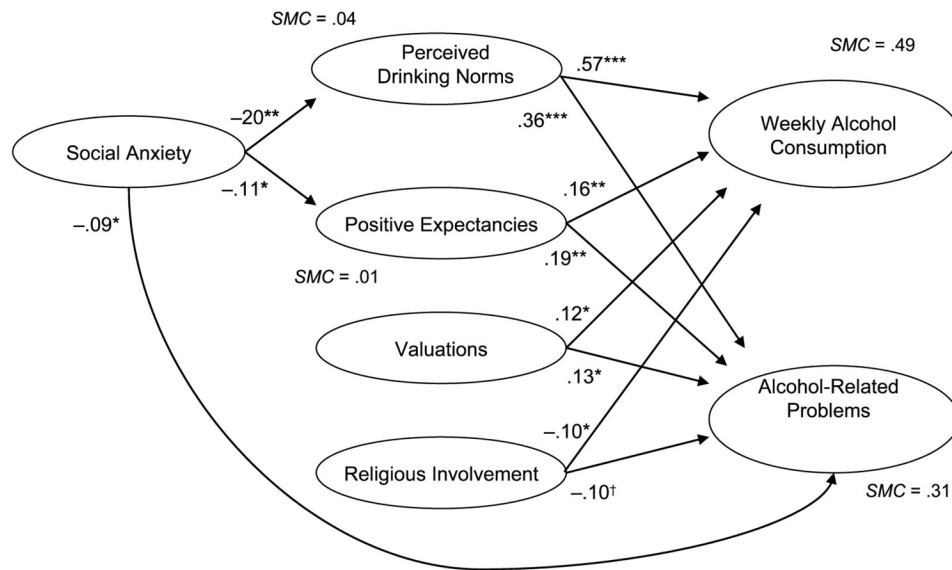 SMC = .04
Perceived
Drinking Norms
.57***
SMC = .49
–20**
.36***
Weekly Alcohol
Consumption
Social Anxiety
–.11*
.16**
–.09*
Positive Expectancies
.19**
SMC = .01
.12*
Valuations
.13*
Alcohol-Related
Problems
–.10*
Religious Involvement
–.10†
SMC = .31